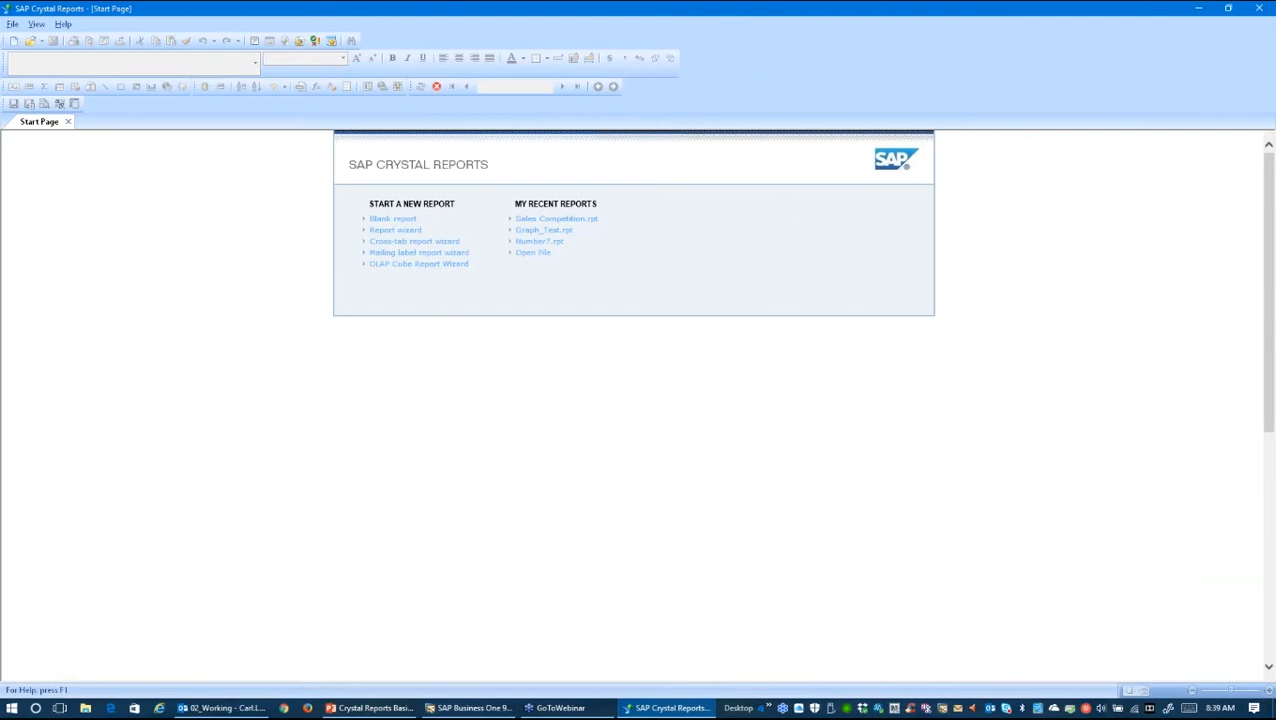 SAP Crystal Reports - [Start Page]
File View Help
B I U A $ , %
Start Page
SAP CRYSTAL REPORTS
SAP
START A NEW REPORT
Blank report
Report wizard
Cross-tab report wizard
Mailing label report wizard
OLAP Cube Report Wizard
MY RECENT REPORTS
Sales Competition.rpt
Graph_Test.rpt
Number7.rpt
Open File
For Help, press F1
02_Working - Carl.L... Crystal Reports Basi... SAP Business One 9... GoToWebinar SAP Crystal Reports... Desktop 8:39 AM